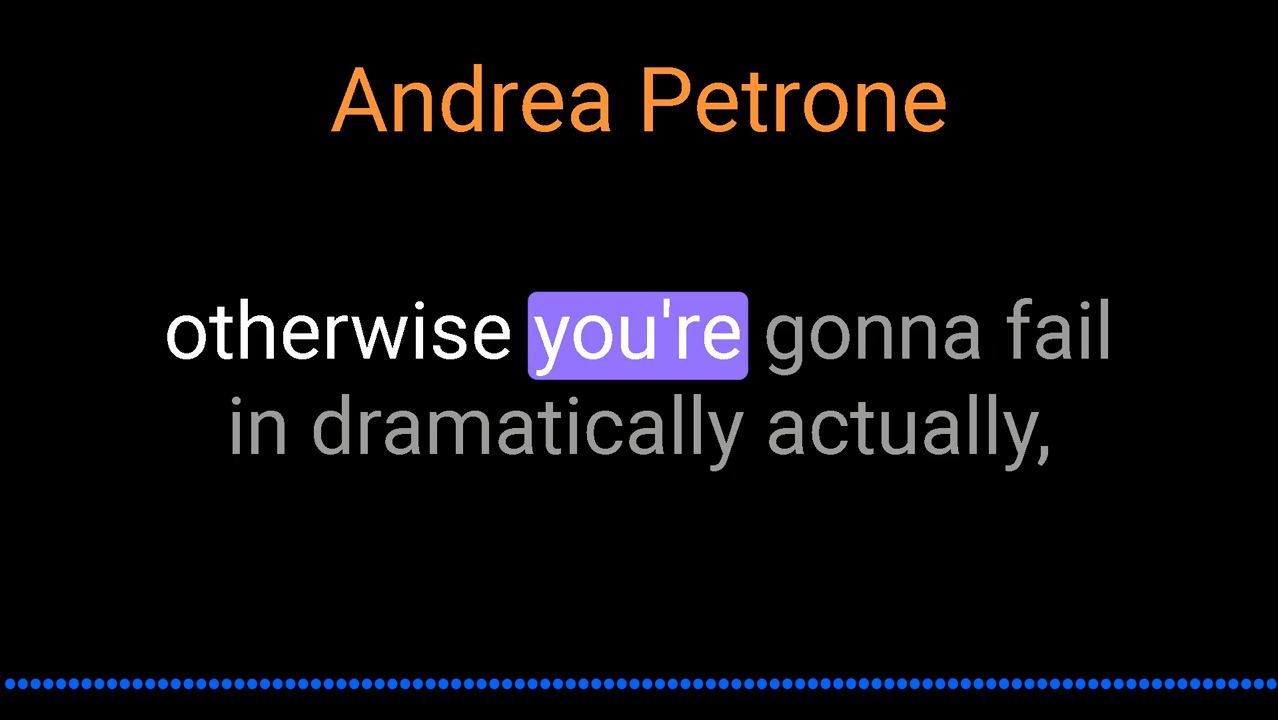 Andrea Petrone
otherwise you're gonna fail
in dramatically actually,